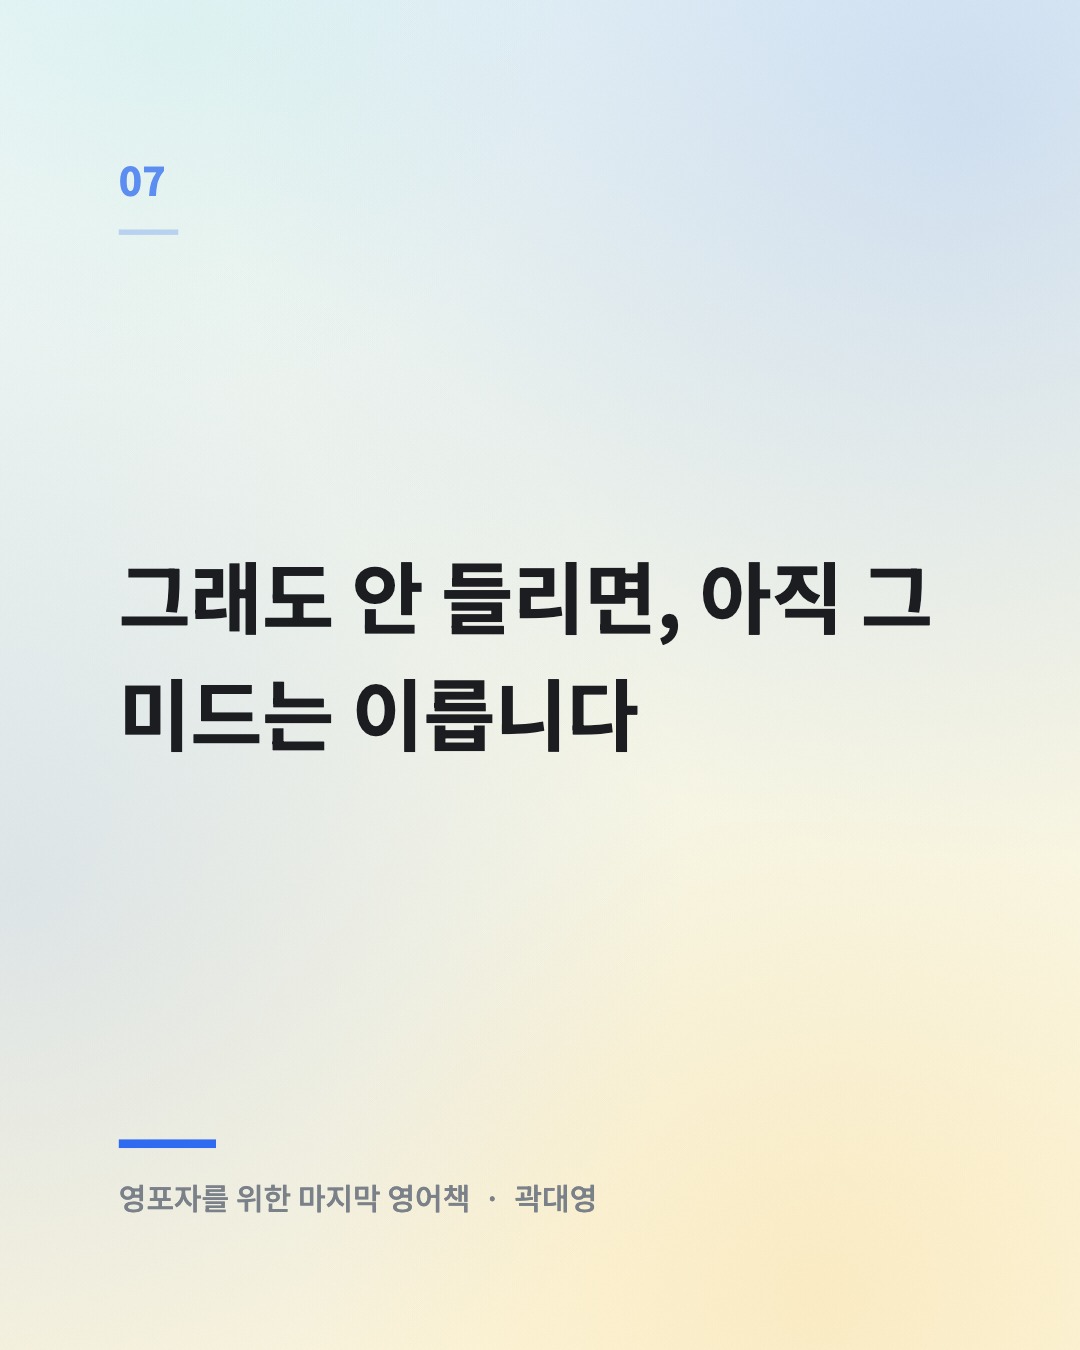 07
그래도 안 들리면, 아직 그
미드는 이릅니다
영포자를 위한 마지막 영어책 · 곽대영